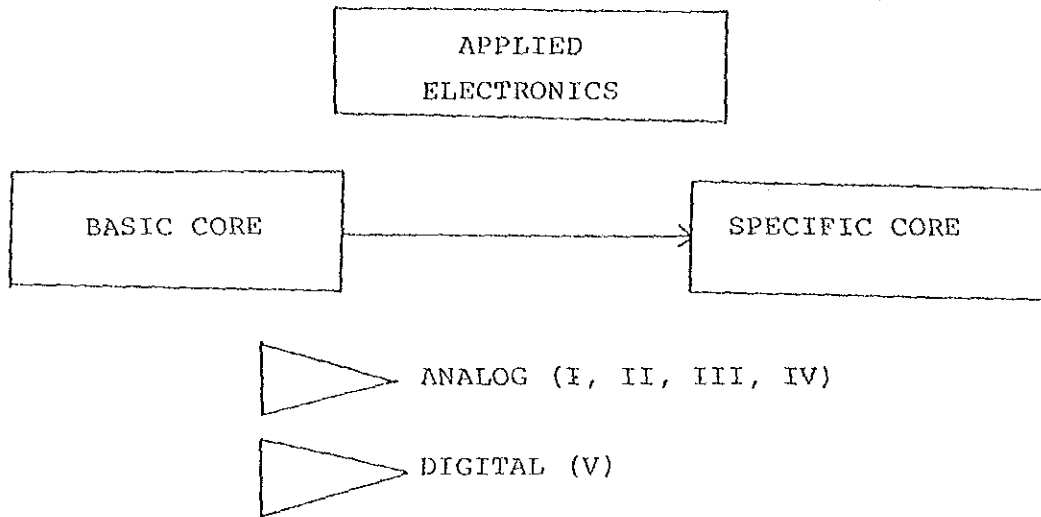 APPLIED
ELECTRONICS
BASIC CORE
SPECIFIC CORE
ANALOG (I, II, III, IV)
DIGITAL (V)